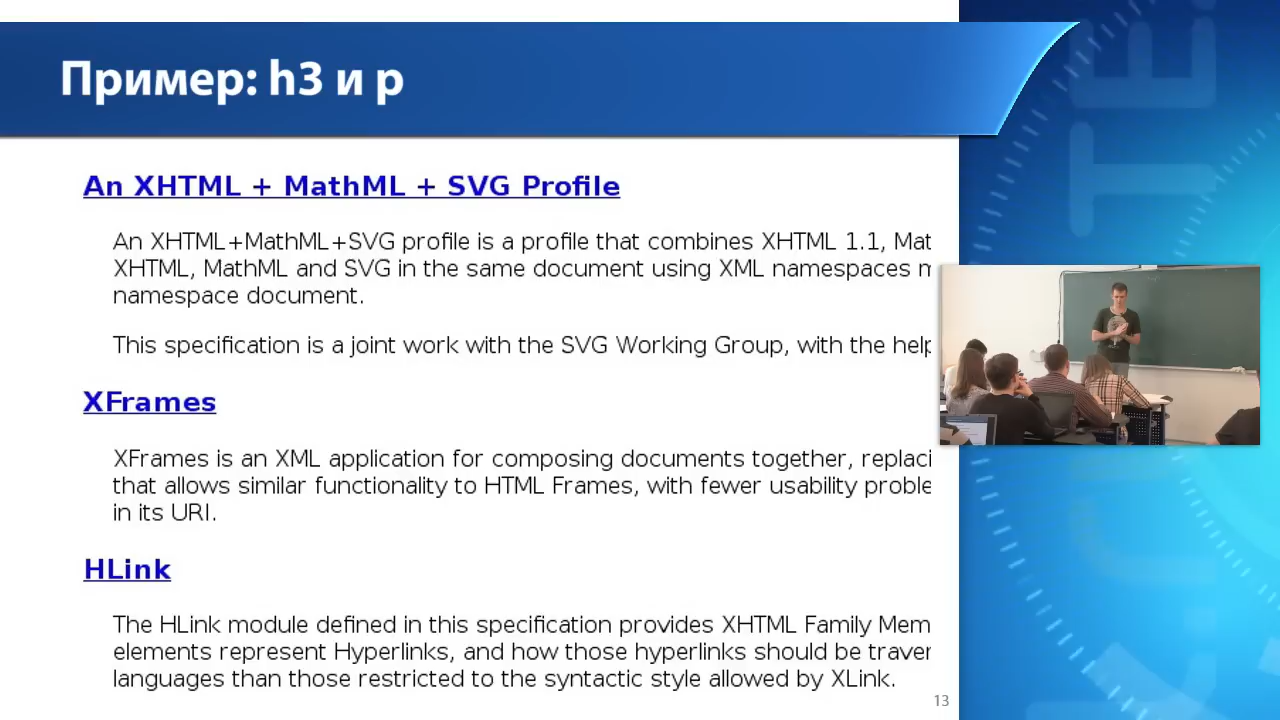 Пример: h3 и p
An XHTML + MathML + SVG Profile
An XHTML+MathML+SVG profile is a profile that combines XHTML 1.1, Mat
XHTML, MathML and SVG in the same document using XML namespaces
namespace document.
This specification is a joint work with the SVG Working Group, with the help
XFrames
XFrames is an XML application for composing documents together, replaci
that allows similar functionality to HTML Frames, with fewer usability proble
in its URI.
HLink
The HLink module defined in this specification provides XHTML Family Mem
elements represent Hyperlinks, and how those hyperlinks should be traver
languages than those restricted to the syntactic style allowed by XLink.
13